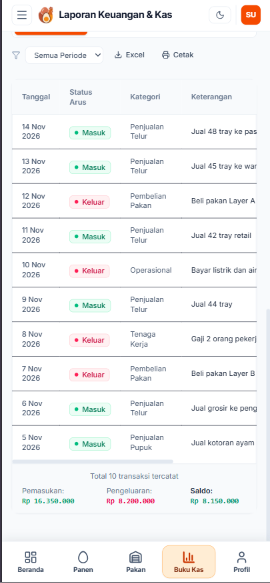 Laporan Keuangan & Kas
SU
Semua Periode
Excel
Cetak
Tanggal Status Arus Kategori Keterangan
14 Nov 2026 Masuk Penjualan Telur Jual 48 tray ke pas
13 Nov 2026 Masuk Penjualan Telur Jual 45 tray ke war
12 Nov 2026 Keluar Pembelian Pakan Beli pakan Layer A
11 Nov 2026 Masuk Penjualan Telur Jual 42 tray retail
10 Nov 2026 Keluar Operasional Bayar listrik dan air
9 Nov 2026 Masuk Penjualan Telur Jual 44 tray
8 Nov 2026 Keluar Tenaga Kerja Gaji 2 orang pekerj
7 Nov 2026 Keluar Pembelian Pakan Beli pakan Layer B
6 Nov 2026 Masuk Penjualan Telur Jual grosir ke peng
5 Nov 2026 Masuk Penjualan Pupuk Jual kotoran ayam
Total 10 transaksi tercatat
Pemasukan: Pengeluaran: Saldo:
Rp 16.350.000 Rp 8.200.000 Rp 8.150.000
Beranda Panen Pakan Buku Kas Profil